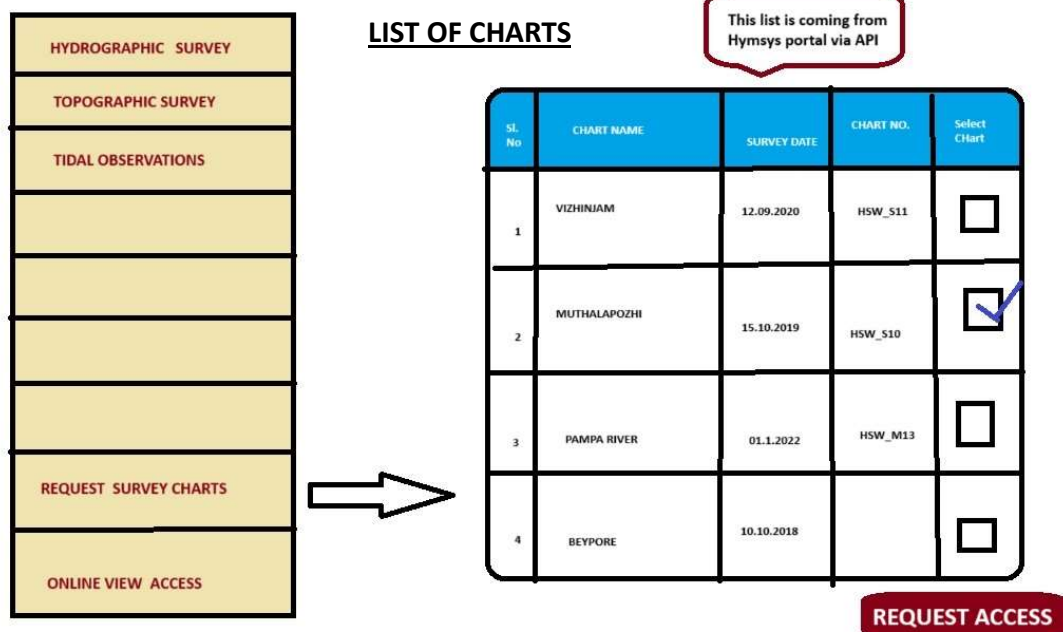 HYDROGRAPHIC SURVEY
TOPOGRAPHIC SURVEY
TIDAL OBSERVATIONS
REQUEST SURVEY CHARTS
ONLINE VIEW ACCESS
LIST OF CHARTS
This list is coming from
Hymsys portal via API
Sl. No CHART NAME SURVEY DATE CHART NO. Select CHart
1 VIZHINJAM 12.09.2020 HSW_S11
2 MUTHALAPOZHI 15.10.2019 HSW_S10
3 PAMPA RIVER 01.1.2022 HSW_M13
4 BEYPORE 10.10.2018
REQUEST ACCESS